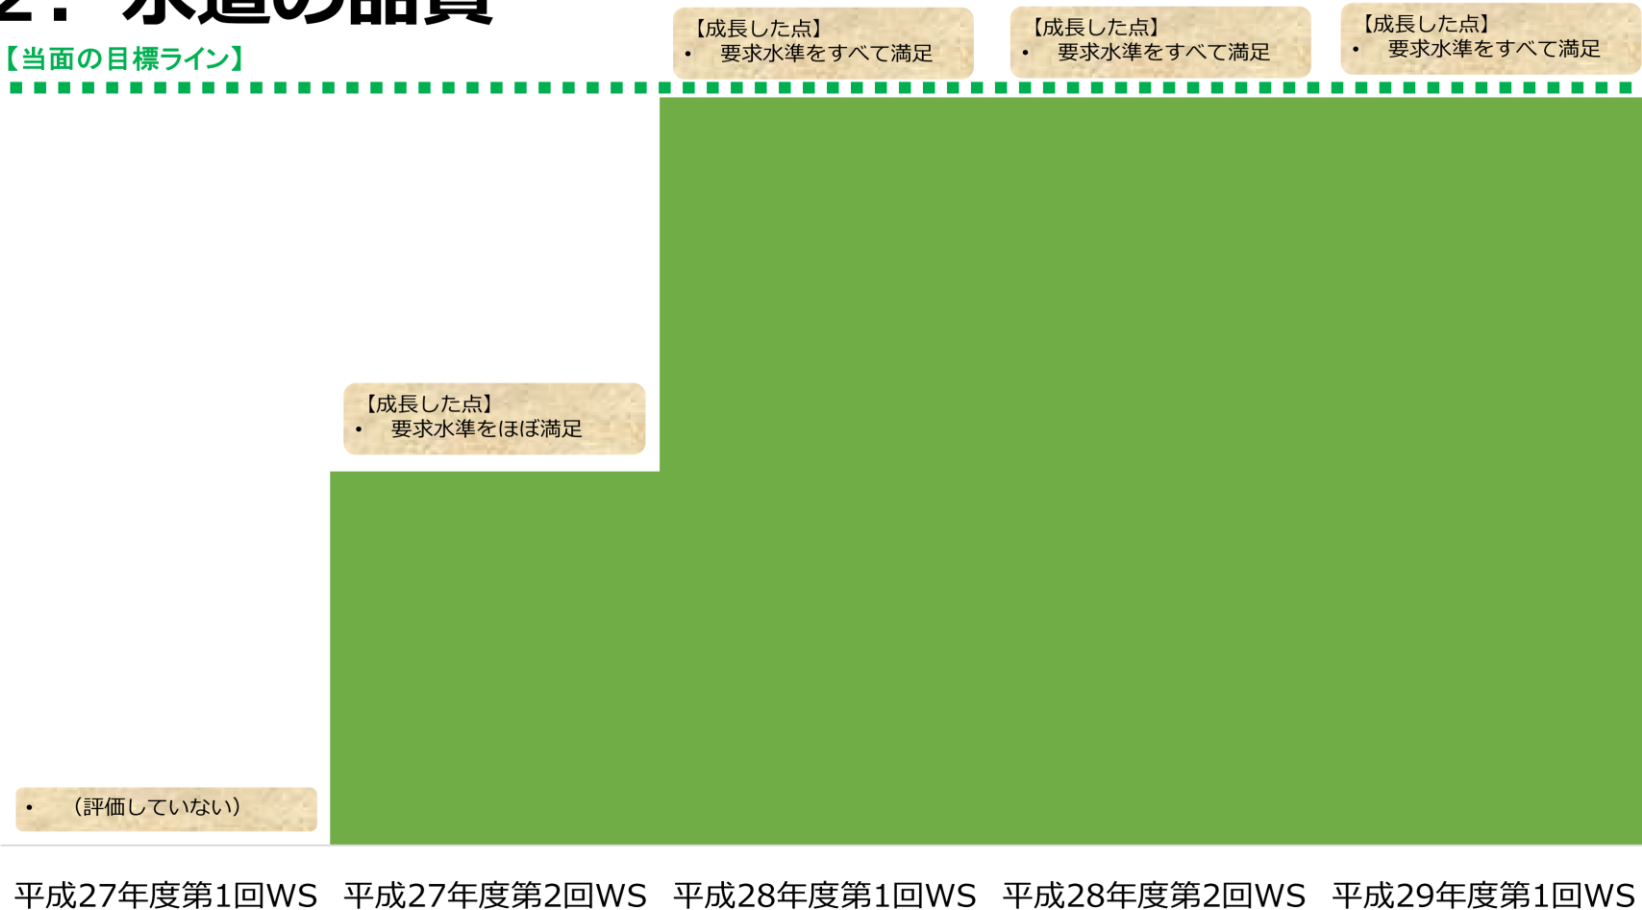 2．水道の品質
【当面の目標ライン】
【成長した点】
• 要求水準をすべて満足
【成長した点】
• 要求水準をすべて満足
【成長した点】
• 要求水準をすべて満足
【成長した点】
• 要求水準をほぼ満足
• （評価していない）
平成27年度第1回WS
平成27年度第2回WS
平成28年度第1回WS
平成28年度第2回WS
平成29年度第1回WS